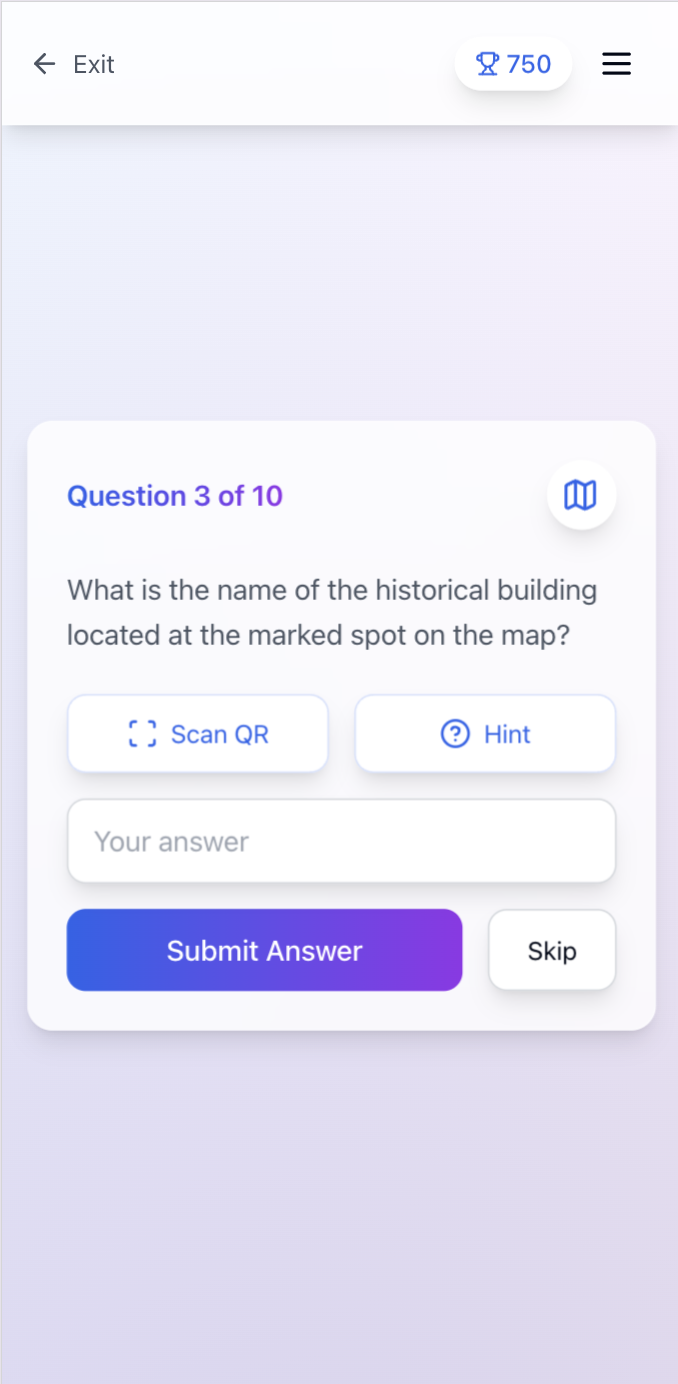 Exit
750
Question 3 of 10
What is the name of the historical building
located at the marked spot on the map?
Scan QR
Hint
Your answer
Submit Answer
Skip